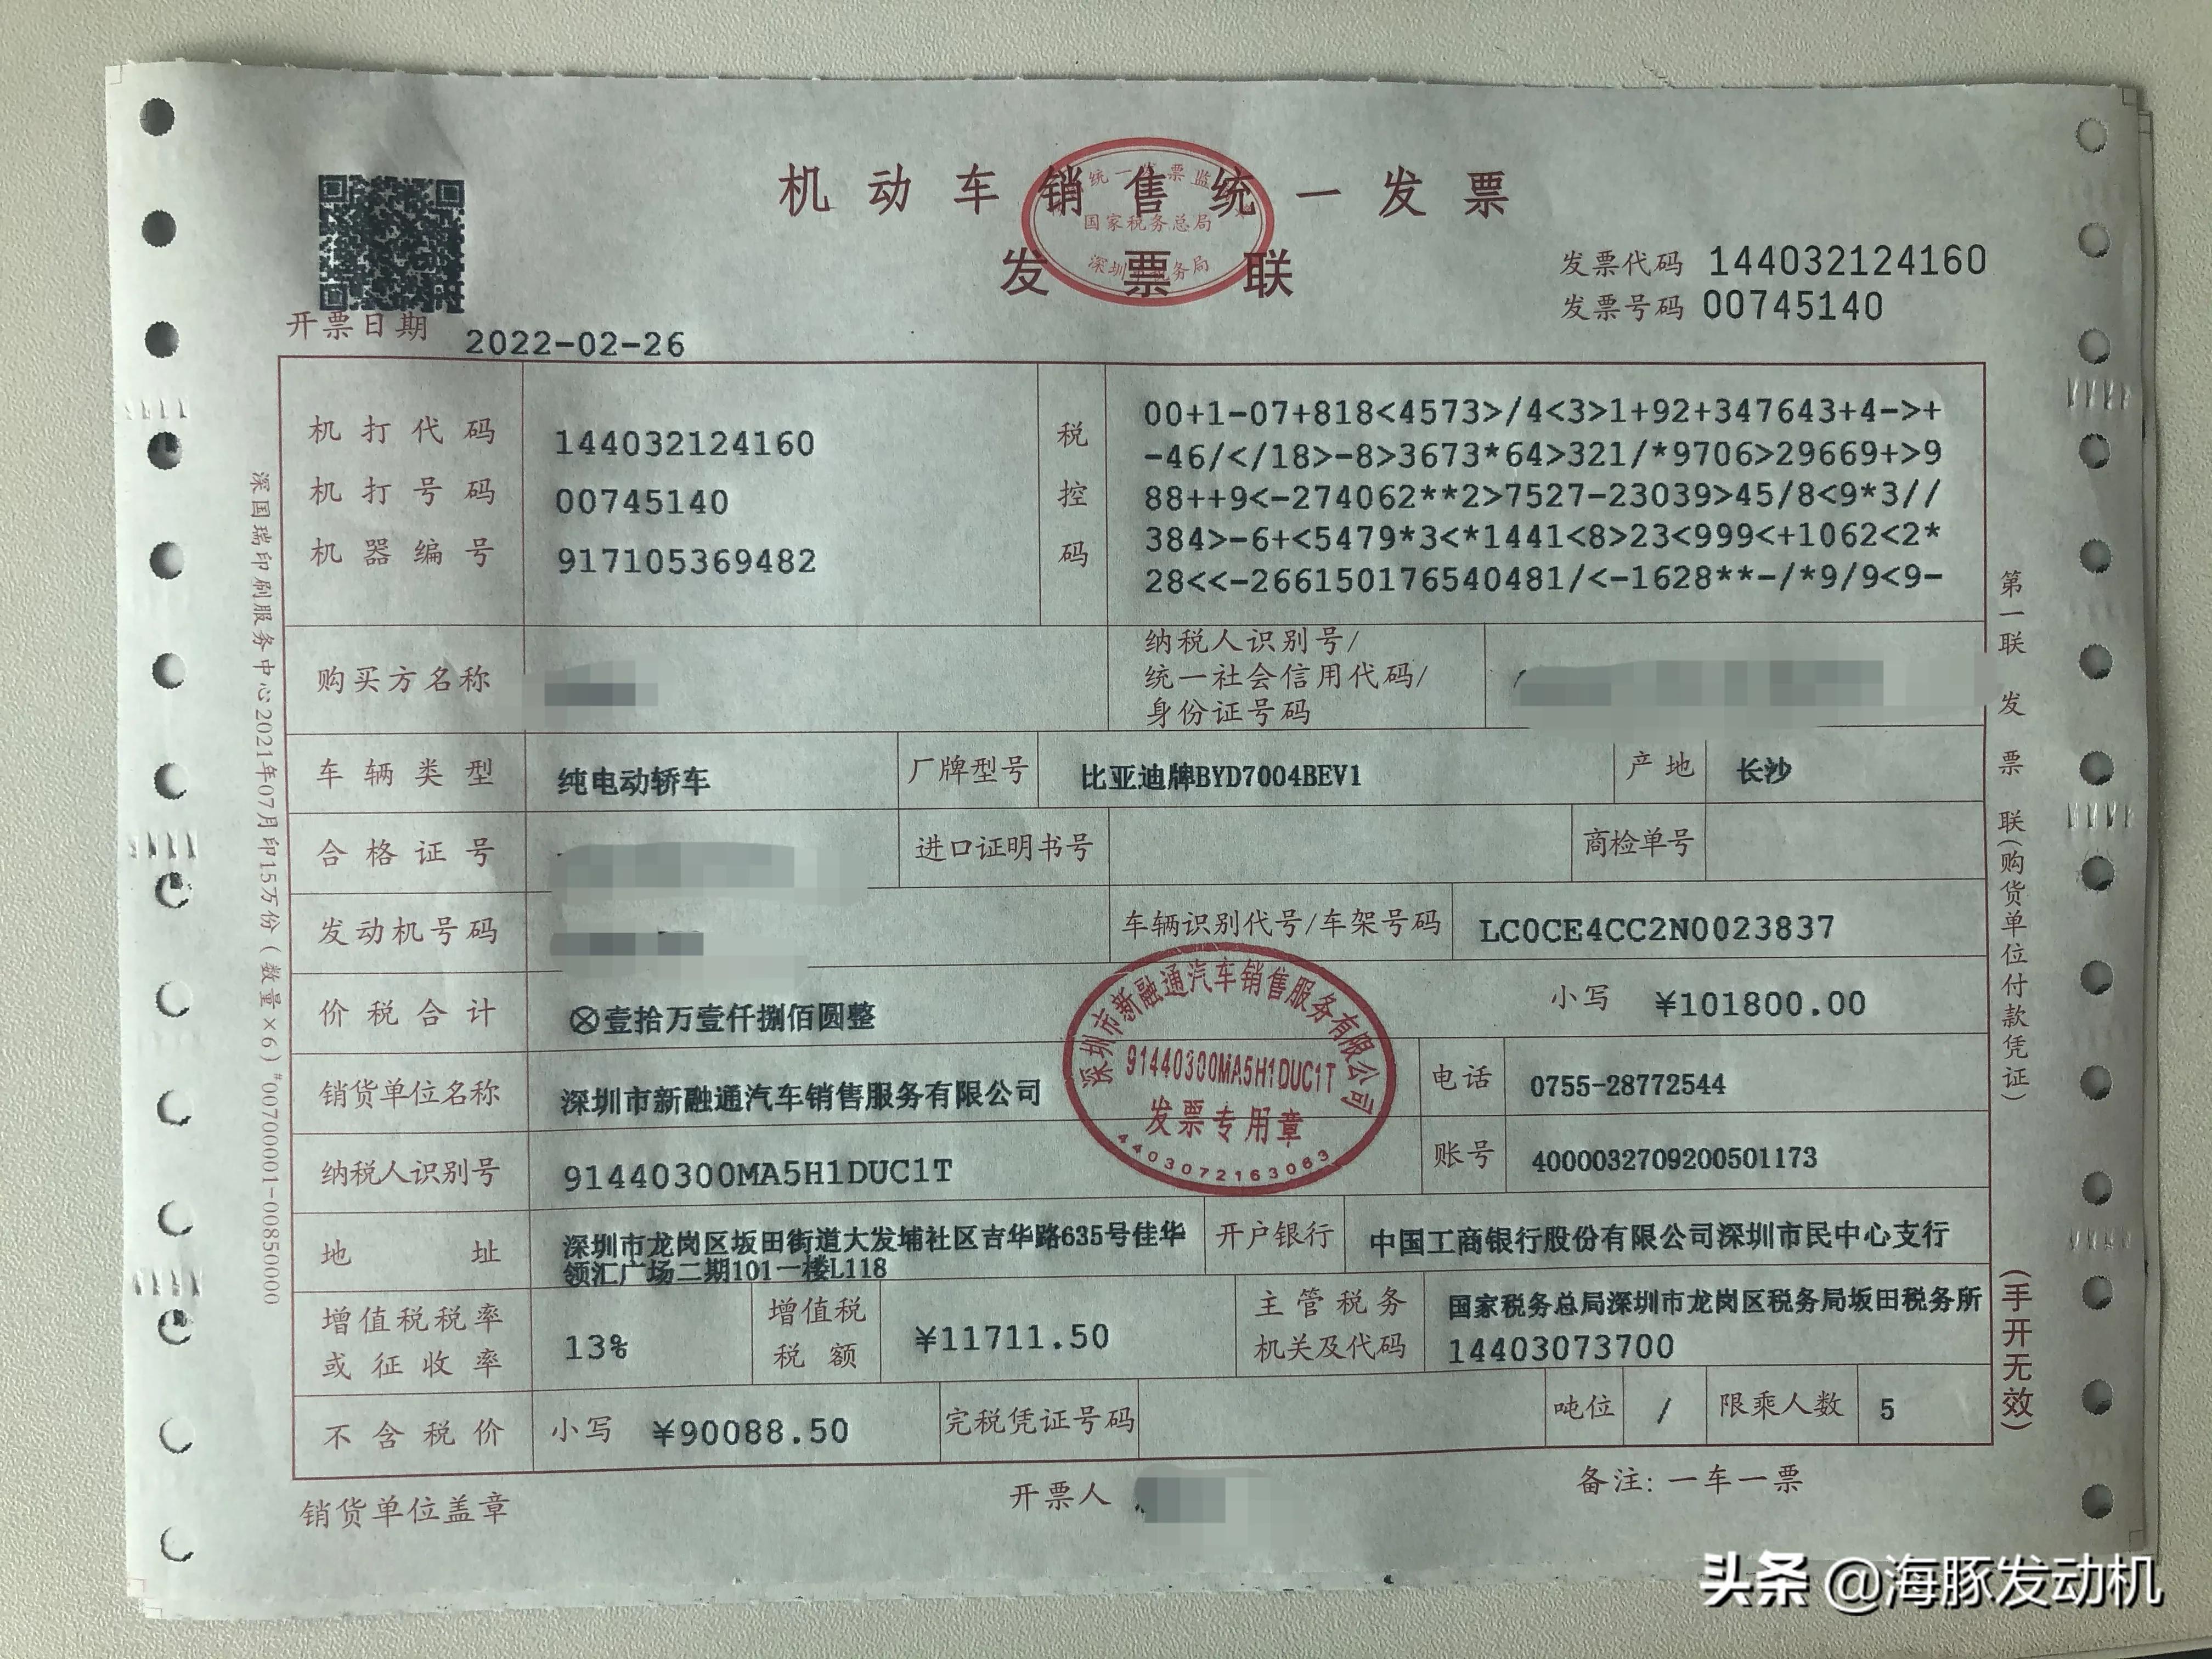 机动车销售统一发票
统一发票监
国家税务总局
深圳 税务局
发票联
发票代码 144032124160
发票号码 00745140
开票日期 2022-02-26
机打代码 144032124160
机打号码 00745140
机器编号 917105369482
税控码
00+1-07+818<4573>/4<3>1+92+347643+4->+
-46/</18>-8>3673*64>321/*9706>29669+>9
88++9<-274062**2>7527-23039>45/8<9*3//
384>-6+<5479*3<*1441<8>23<999<+1062<2*
28<<-266150176540481/<-1628**-/*9/9<9-
购买方名称
纳税人识别号/
统一社会信用代码/
身份证号码
车辆类型 纯电动轿车 厂牌型号 比亚迪牌BYD7004BEV1 产地 长沙
合格证号 进口证明书号 商检单号
发动机号码 车辆识别代号/车架号码 LC0CE4CC2N0023837
价税合计 ⊗壹拾万壹仟捌佰圆整 小写 ¥101800.00
销货单位名称 深圳市新融通汽车销售服务有限公司 电话 0755-28772544
纳税人识别号 91440300MA5H1DUC1T 账号 4000032709200501173
深圳市新融通汽车销售服务有限公司
91440300MA5H1DUC1T
发票专用章
4403072163063
地址 深圳市龙岗区坂田街道大发埔社区吉华路635号佳华
领汇广场二期101一楼L118
开户银行 中国工商银行股份有限公司深圳市民中心支行
增值税税率
或征收率
13%
增值税
税额
¥11711.50
主管税务
机关及代码
国家税务总局深圳市龙岗区税务局坂田税务所
14403073700
不含税价 小写 ¥90088.50 完税凭证号码 吨位 / 限乘人数 5
销货单位盖章 开票人 备注:一车一票
深国瑞印刷服务中心2021年07月印15万份(数量×6)#00700001-00850000
第一联 发票联(购货单位付款凭证)
(手开无效)
头条 @海豚发动机